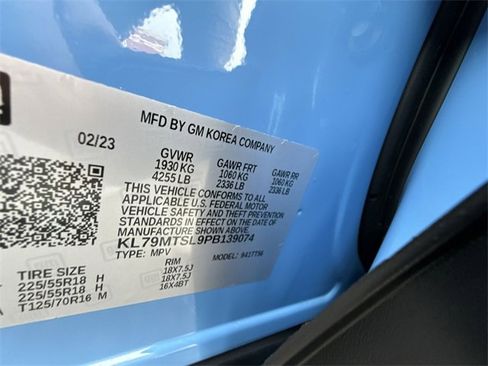 MFD BY GM KOREA COMPANY
02/23
GVWR GAWR FRT GAWR RR
1930 KG 1060 KG 1060 KG
4255 LB 2336 LB 2336 LB
THIS VEHICLE CONFORMS TO ALL
APPLICABLE U.S. FEDERAL MOTOR
VEHICLE SAFETY AND THEFT PREVENTION
STANDARDS IN EFFECT ON THE DATE OF
MANUFACTURE SHOWN ABOVE.
KL79MTSL9PB139074
TYPE: MPV MODEL:
TIRE SIZE RIM
225/55R18 H 18X7.5J
225/55R18 H 18X7.5J
T125/70R16 M 16X4BT